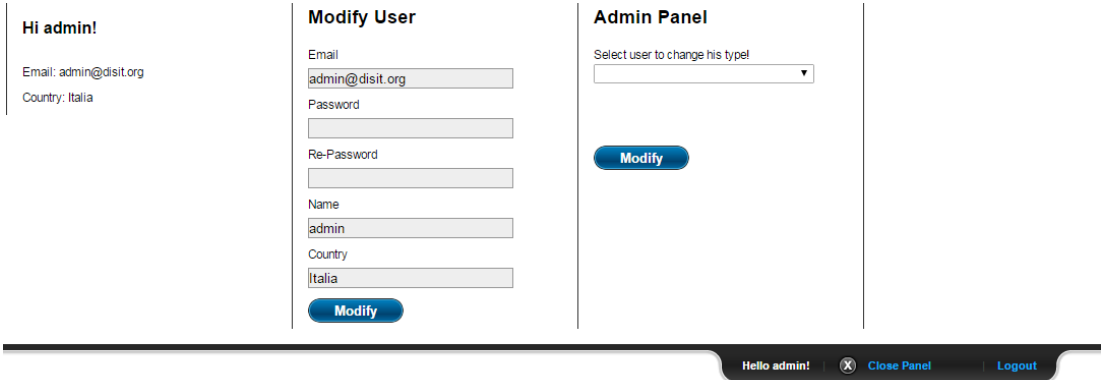 Hi admin!
Email: admin@disit.org
Country: Italia
Modify User
Email
admin@disit.org
Password
Re-Password
Name
admin
Country
Italia
Modify
Admin Panel
Select user to change his type!
Modify
Hello admin! | X Close Panel | Logout